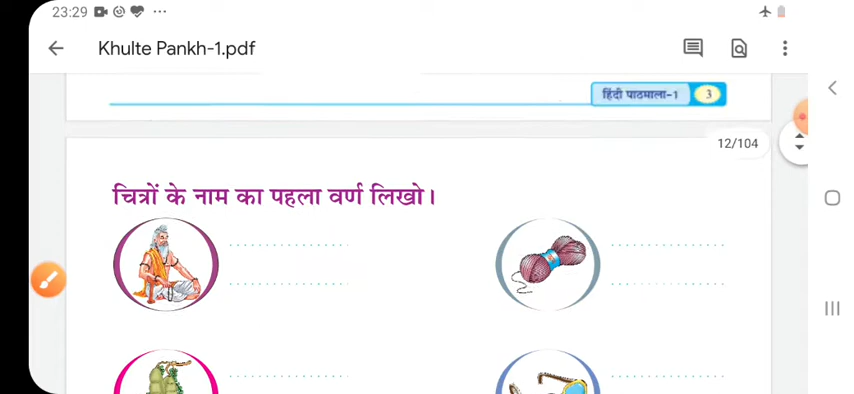 23:29
Khulte Pankh-1.pdf
हिंदी पाठमाला-1 3
12/104
चित्रों के नाम का पहला वर्ण लिखो।